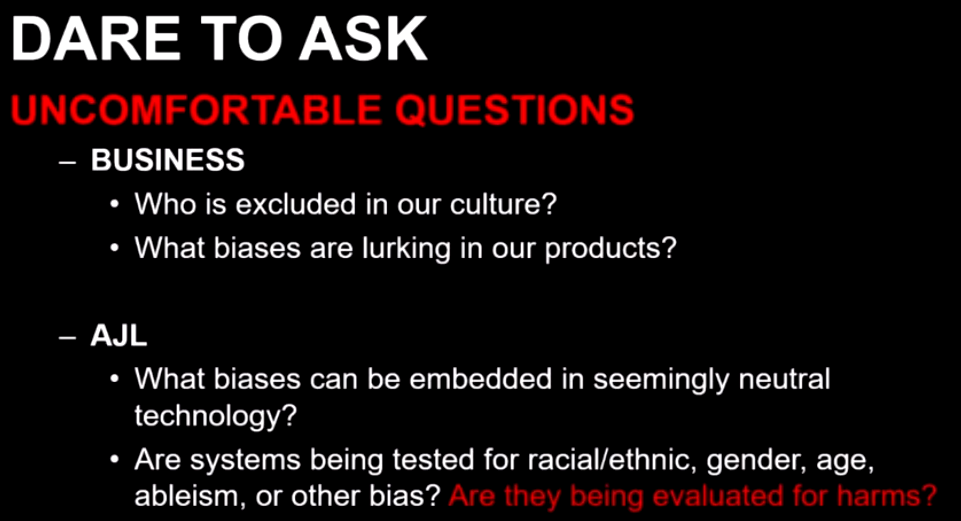 DARE TO ASK
UNCOMFORTABLE QUESTIONS
– BUSINESS
• Who is excluded in our culture?
• What biases are lurking in our products?
– AJL
• What biases can be embedded in seemingly neutral
technology?
• Are systems being tested for racial/ethnic, gender, age,
ableism, or other bias? Are they being evaluated for harms?